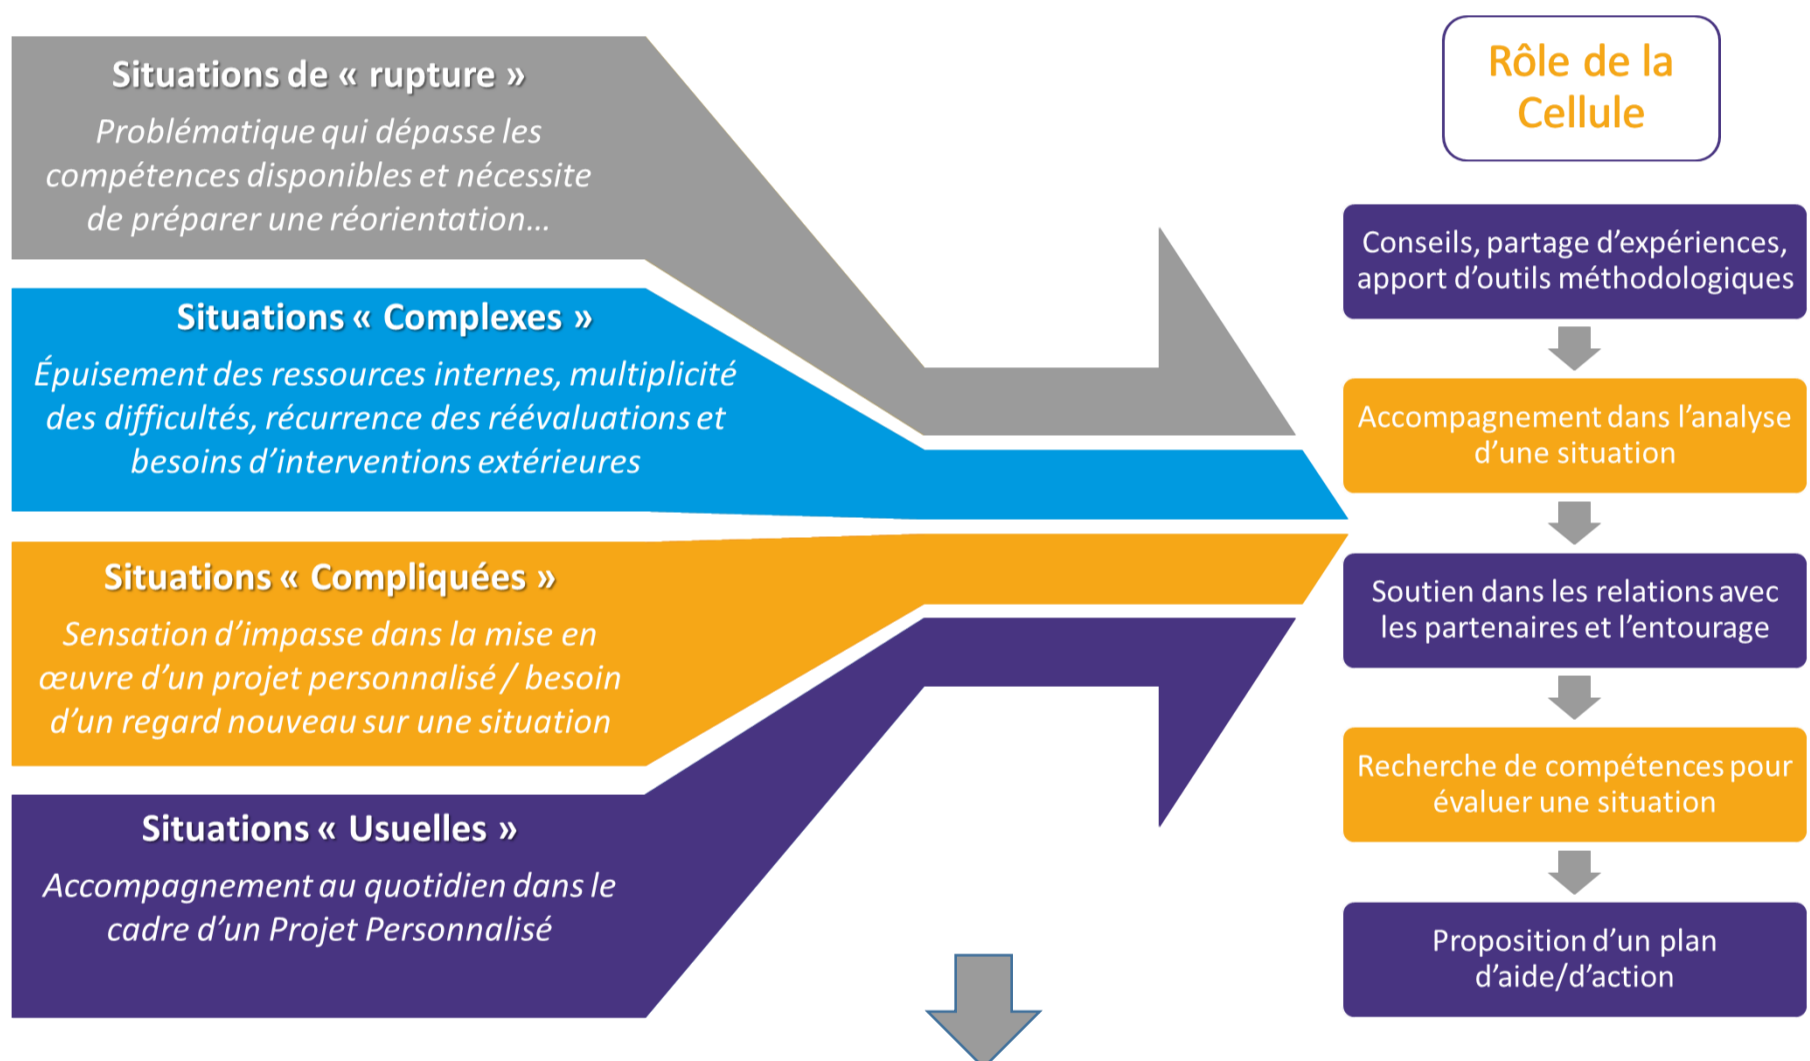 Situations de « rupture »
Problématique qui dépasse les
compétences disponibles et nécessite
de préparer une réorientation…
Situations « Complexes »
Épuisement des ressources internes, multiplicité
des difficultés, récurrence des réévaluations et
besoins d’interventions extérieures
Situations « Compliquées »
Sensation d’impasse dans la mise en
œuvre d’un projet personnalisé / besoin
d’un regard nouveau sur une situation
Situations « Usuelles »
Accompagnement au quotidien dans le
cadre d’un Projet Personnalisé
Rôle de la
Cellule
Conseils, partage d’expériences,
apport d’outils méthodologiques
Accompagnement dans l’analyse
d’une situation
Soutien dans les relations avec
les partenaires et l’entourage
Recherche de compétences pour
évaluer une situation
Proposition d’un plan
d’aide/d’action